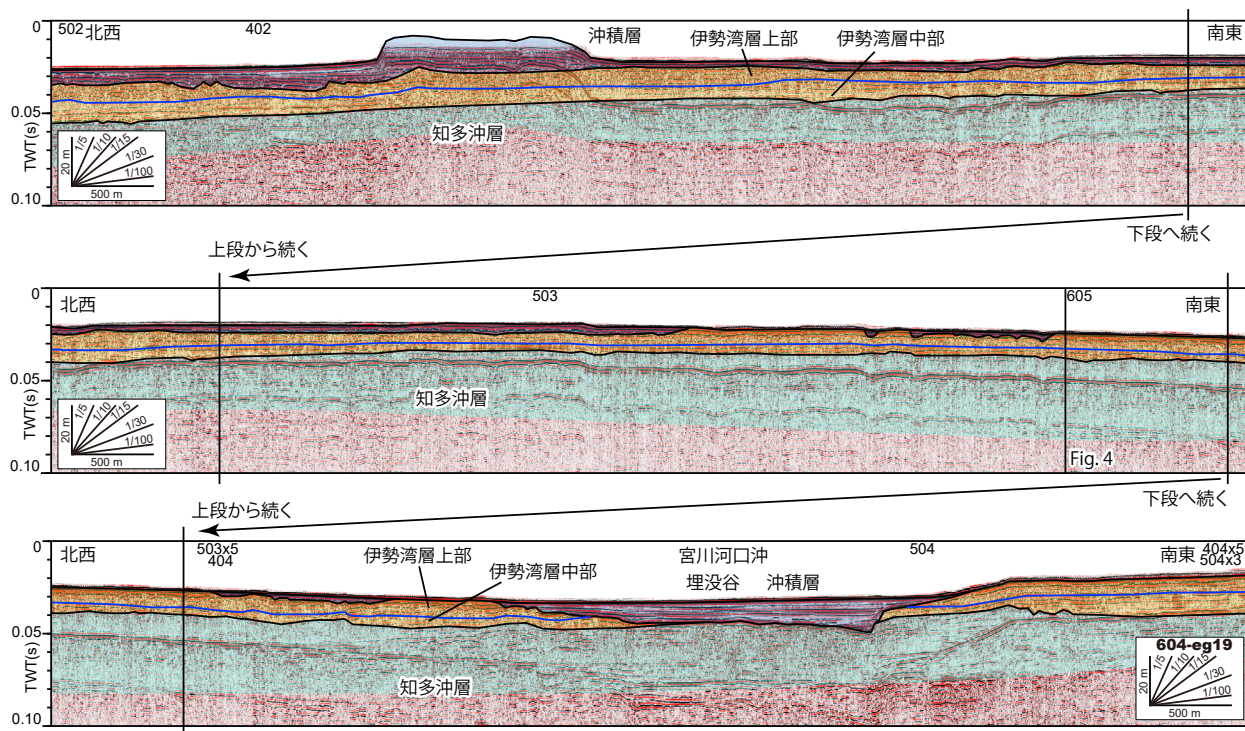 0
502
北西
402
沖積層
伊勢湾層上部
伊勢湾層中部
南東
0.05
TWT(s)
知多沖層
20 m
1/5
1/10
1/15
1/30
1/100
500 m
0.10
上段から続く
下段へ続く
0
北西
503
605
南東
0.05
TWT(s)
知多沖層
20 m
1/5
1/10
1/15
1/30
1/100
500 m
0.10
Fig. 4
上段から続く
下段へ続く
0
北西
503x5
404
伊勢湾層上部
伊勢湾層中部
宮川河口沖
埋没谷 沖積層
504
南東
404x5
504x3
0.05
TWT(s)
知多沖層
604-eg19
20 m
1/5
1/10
1/15
1/30
1/100
500 m
0.10